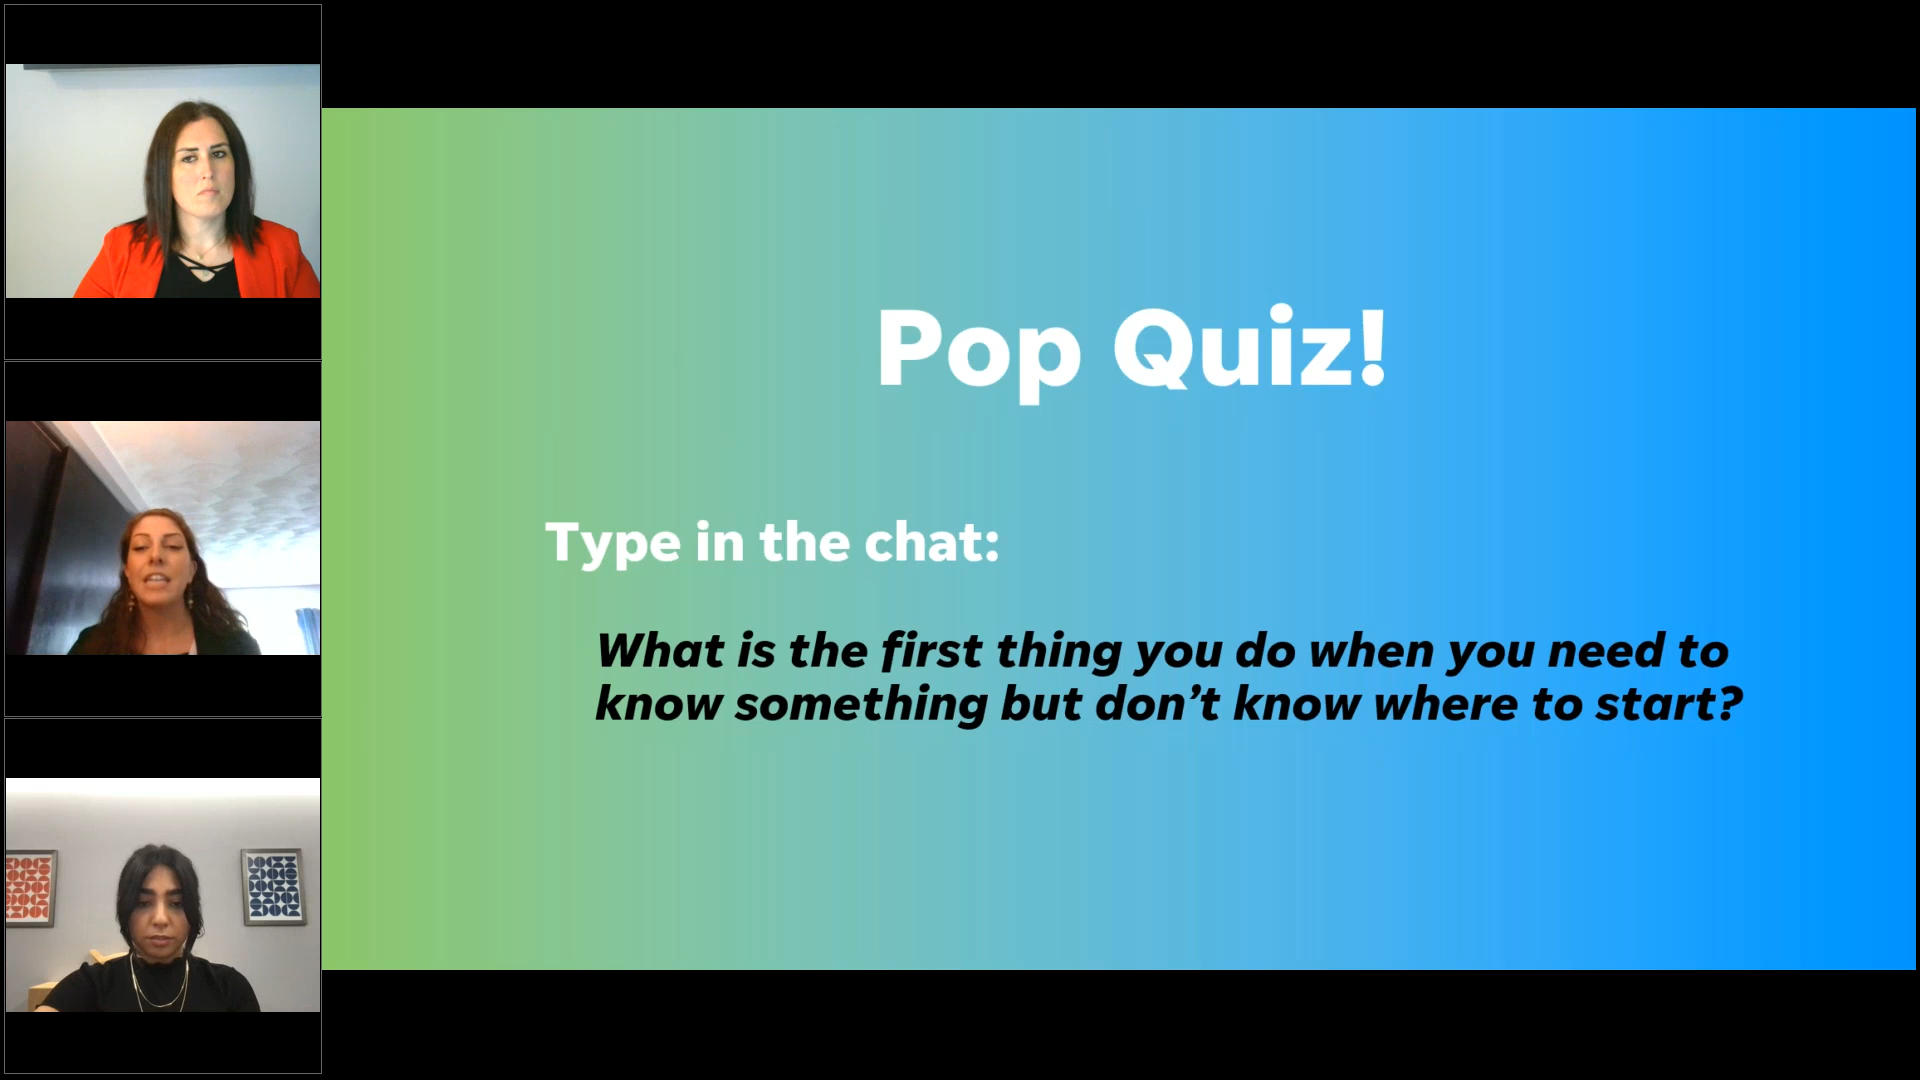 Pop Quiz!
Type in the chat:
What is the first thing you do when you need to
know something but don’t know where to start?